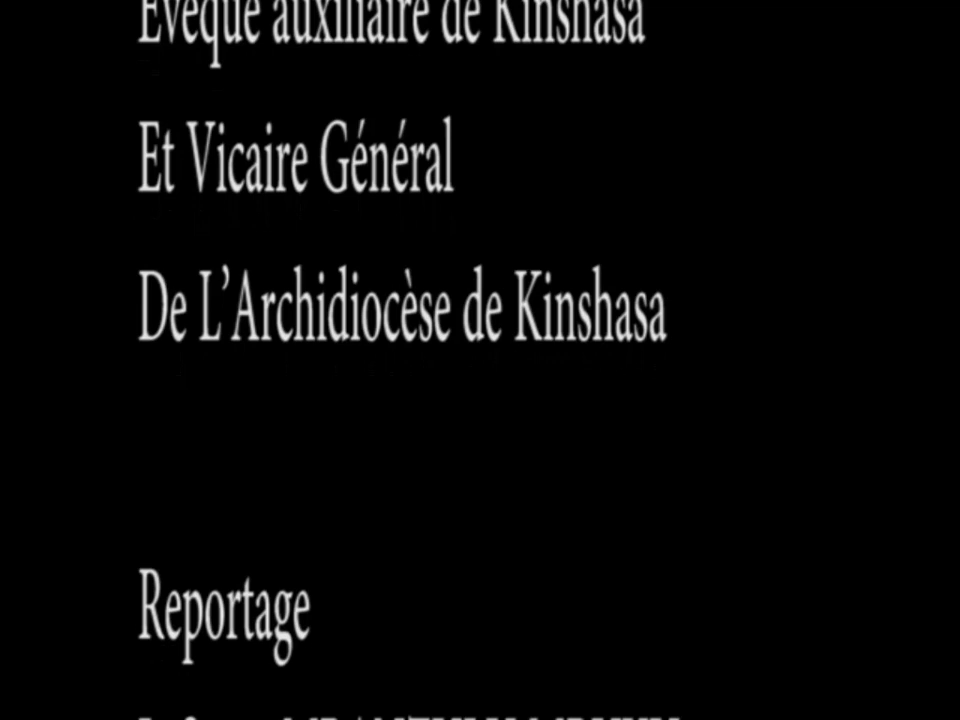 Evêque auxiliaire de Kinshasa
Et Vicaire Général
De L’Archidiocèse de Kinshasa
Reportage